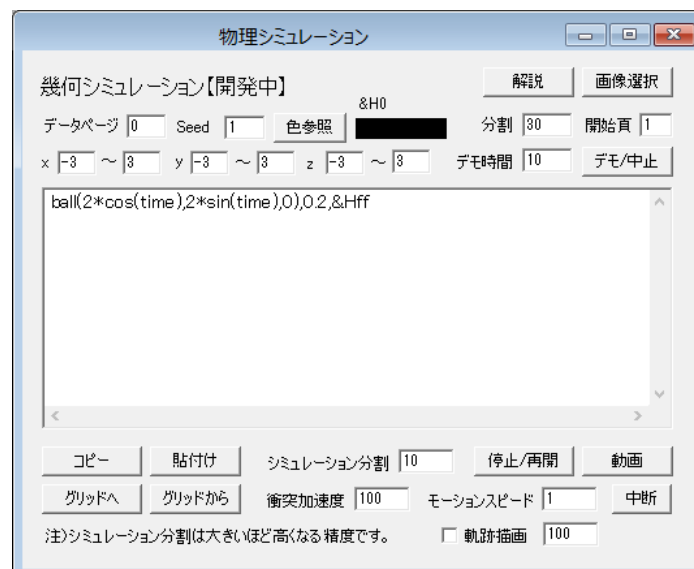 物理シミュレーション
幾何シミュレーション【開発中】 解説 画像選択
&H0
データページ 0 Seed 1 色参照 分割 30 開始頁 1
x -3 ～ 3 y -3 ～ 3 z -3 ～ 3 デモ時間 10 デモ/中止
ball(2*cos(time),2*sin(time),0),0.2,&Hff
コピー 貼付け シミュレーション分割 10 停止/再開 動画
グリッドへ グリッドから 衝突加速度 100 モーションスピード 1 中断
注)シミュレーション分割は大きいほど高くなる精度です。 軌跡描画 100